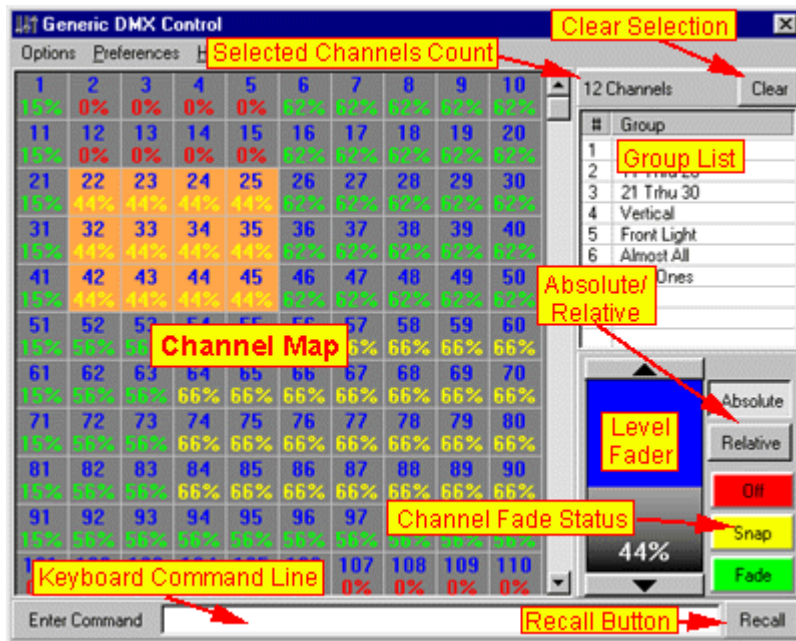 Generic DMX Control
Clear Selection
Options Preferences H
Selected Channels Count
12 Channels Clear
1 2 3 4 5 6 7 8 9 10
15% 0% 0% 0% 0% 62% 62% 62% 62% 62%
11 12 13 14 15 16 17 18 19 20
15% 0% 0% 0% 0% 62% 62% 62% 62% 62%
21 22 23 24 25 26 27 28 29 30
15% 44% 44% 44% 44% 62% 62% 62% 62% 62%
31 32 33 34 35 36 37 38 39 40
15% 44% 44% 44% 44% 62% 62% 62% 62% 62%
41 42 43 44 45 46 47 48 49 50
15% 44% 44% 44% 44% 62% 62% 62% 62% 62%
51 52 53 57 58 59 60
15% 56% 56% 66% 66% 66% 66%
Channel Map
61 62 63 64 65 66 67 68 69 70
15% 56% 56% 66% 66% 66% 66% 66% 66% 66%
71 72 73 74 75 76 77 78 79 80
15% 56% 56% 66% 66% 66% 66% 66% 66% 66%
81 82 83 84 85 86 87 88 89 90
15% 56% 56% 66% 66% 66% 66% 66% 66% 66%
91 92 93 94 95 96 97
15% 56% 56% 56% 56% 56% 56% 56% 56% 56%
107 108 109 110
0% 0% 0% 0%
# Group
1
2
Group List
3 21 Trhu 30
4 Vertical
5 Front Light
6 Almost All
Ones
Absolute/
Relative
Absolute
Level
Fader
Relative
Off
Channel Fade Status
Snap
44%
Fade
Keyboard Command Line
Recall Button
Enter Command
Recall